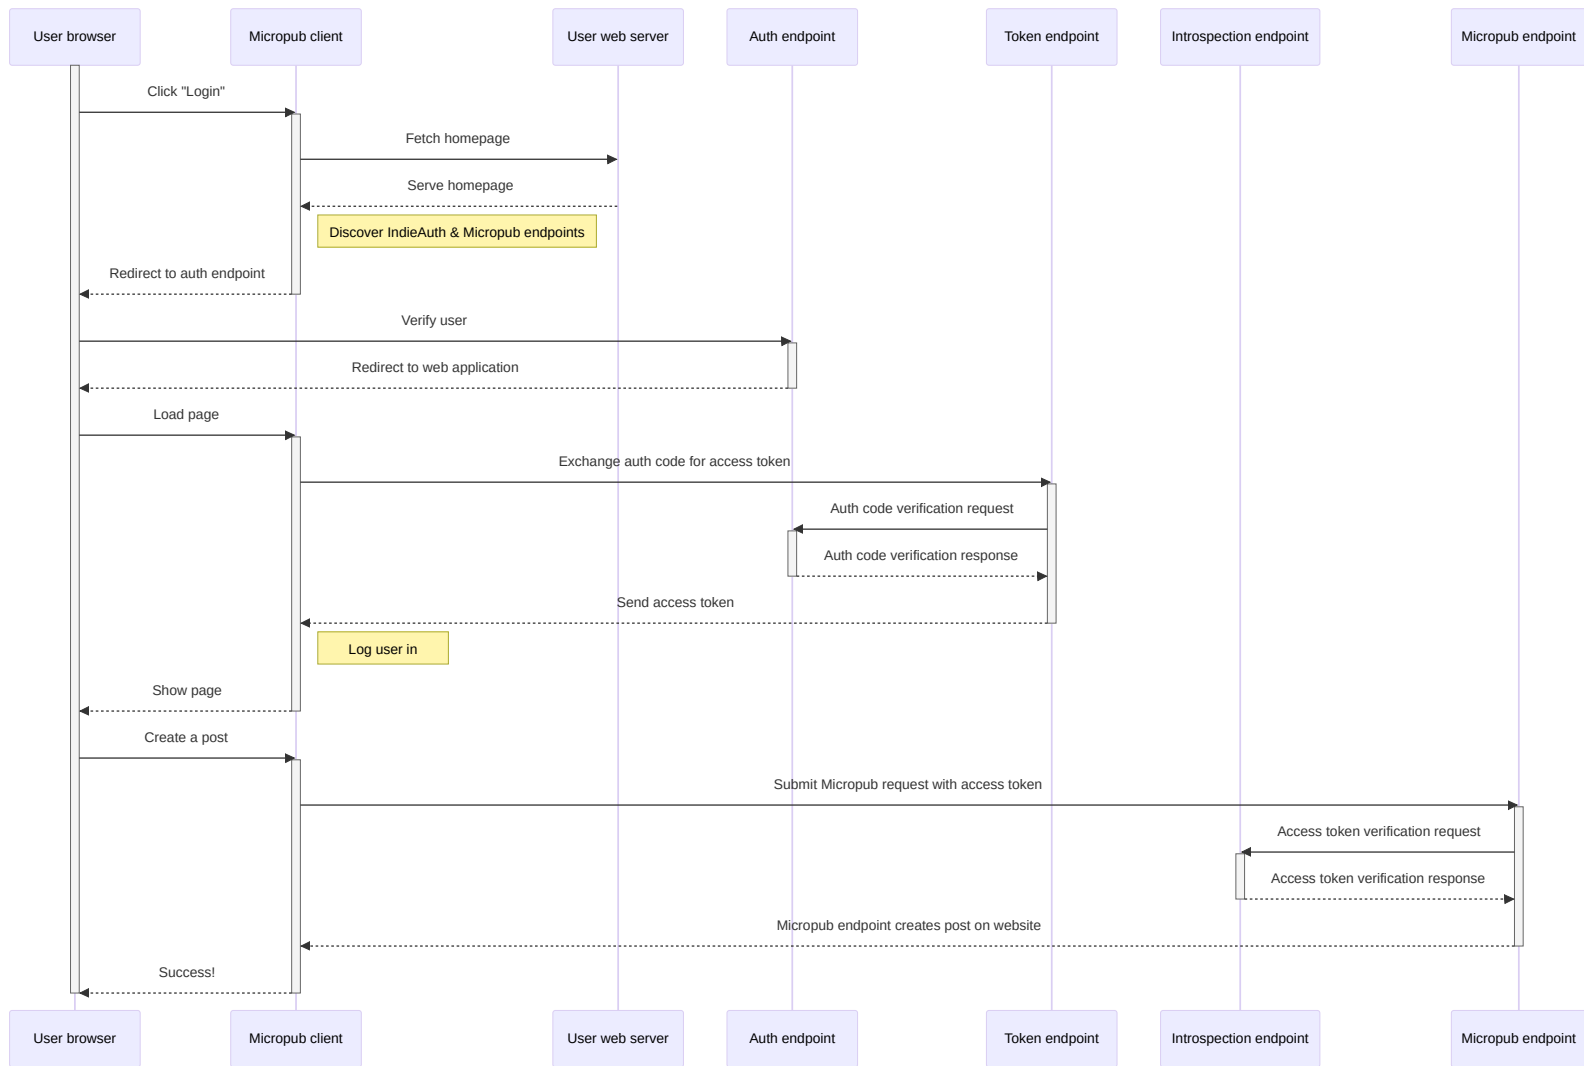 User browser
Micropub client
User web server
Auth endpoint
Token endpoint
Introspection endpoint
Micropub endpoint
Click "Login"
Fetch homepage
Serve homepage
Discover IndieAuth & Micropub endpoints
Redirect to auth endpoint
Verify user
Redirect to web application
Load page
Exchange auth code for access token
Auth code verification request
Auth code verification response
Send access token
Log user in
Show page
Create a post
Submit Micropub request with access token
Access token verification request
Access token verification response
Micropub endpoint creates post on website
Success!
User browser
Micropub client
User web server
Auth endpoint
Token endpoint
Introspection endpoint
Micropub endpoint